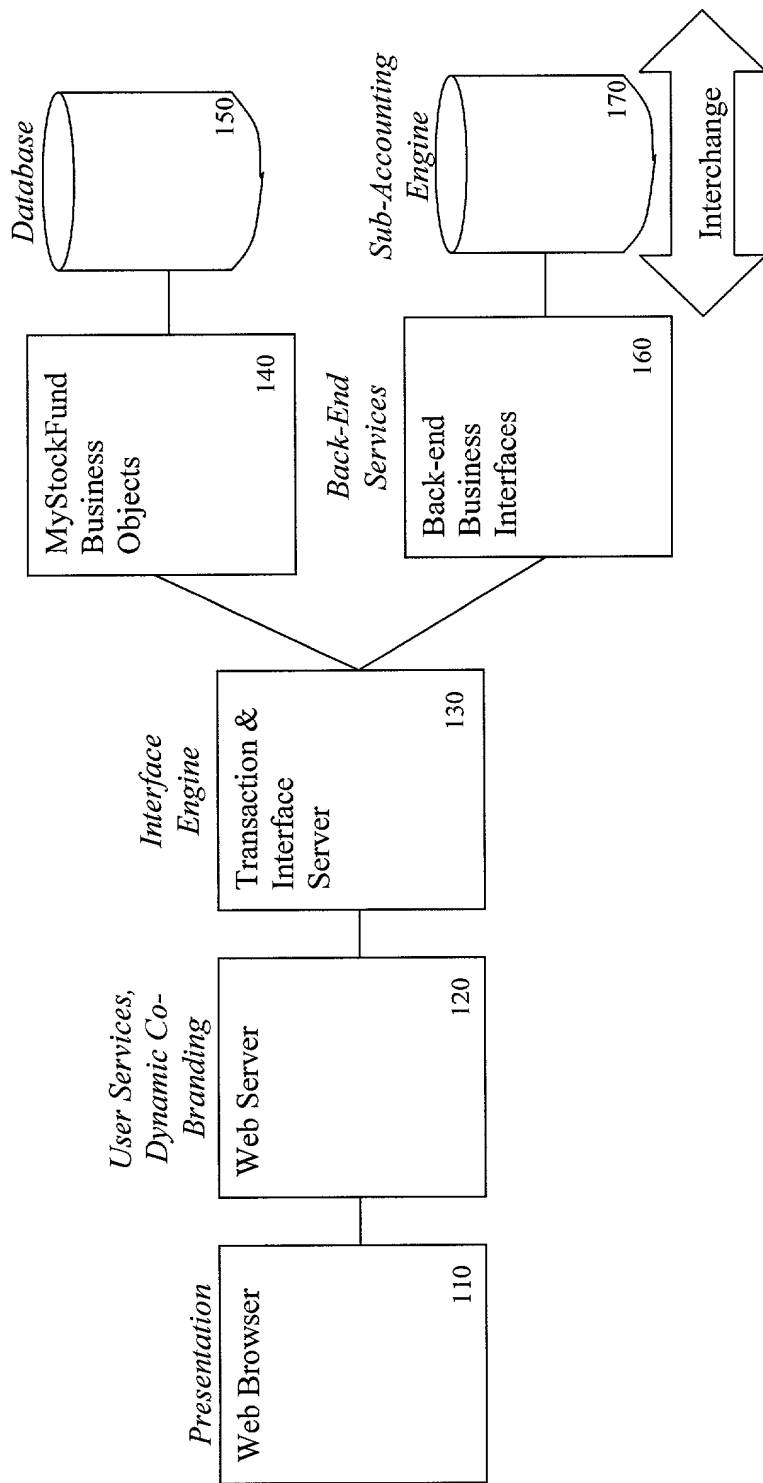 Presentation
Web Browser
110
User Services,
Dynamic Co-
Branding
Web Server
120
Interface
Engine
Transaction &
Interface
Server
130
MyStockFund
Business
Objects
140
Database
150
Back-End
Services
Back-end
Business
Interfaces
160
Sub-Accounting
Engine
170
Interchange